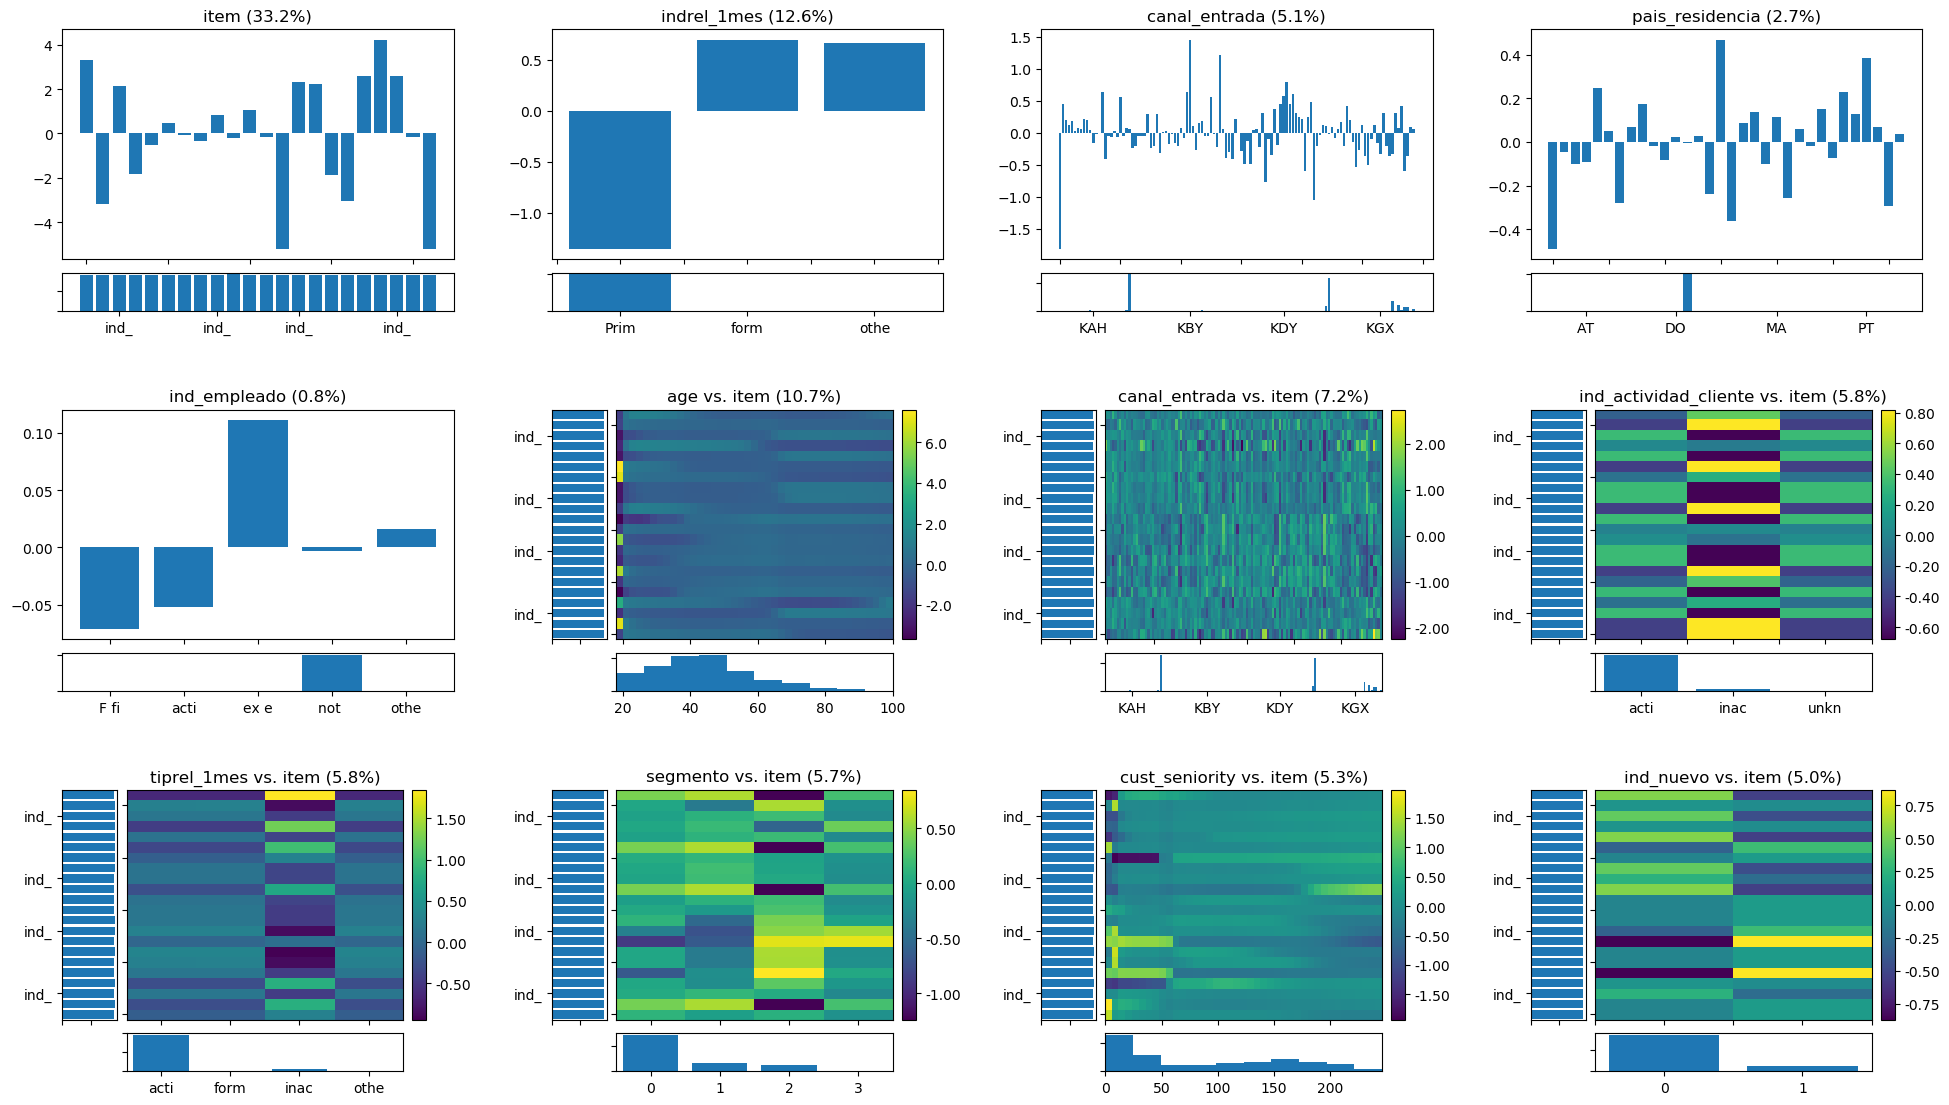 item (33.2%)
4
2
0
−2
−4
ind_ ind_ ind_ ind_
indrel_1mes (12.6%)
0.5
0.0
−0.5
−1.0
Prim form othe
canal_entrada (5.1%)
1.5
1.0
0.5
0.0
−0.5
−1.0
−1.5
KAH KBY KDY KGX
pais_residencia (2.7%)
0.4
0.2
0.0
−0.2
−0.4
AT DO MA PT
ind_empleado (0.8%)
0.10
0.05
0.00
−0.05
F fi acti ex e not othe
age vs. item (10.7%)
ind_
ind_
ind_
ind_
6.0
4.0
2.0
0.0
-2.0
20 40 60 80 100
canal_entrada vs. item (7.2%)
ind_
ind_
ind_
ind_
2.00
1.00
0.00
-1.00
-2.00
KAH KBY KDY KGX
ind_actividad_cliente vs. item (5.8%)
ind_
ind_
ind_
ind_
0.80
0.60
0.40
0.20
0.00
-0.20
-0.40
-0.60
acti inac unkn
tiprel_1mes vs. item (5.8%)
ind_
ind_
ind_
ind_
1.50
1.00
0.50
0.00
-0.50
acti form inac othe
segmento vs. item (5.7%)
ind_
ind_
ind_
ind_
0.50
0.00
-0.50
-1.00
0 1 2 3
cust_seniority vs. item (5.3%)
ind_
ind_
ind_
ind_
1.50
1.00
0.50
0.00
-0.50
-1.00
-1.50
0 50 100 150 200
ind_nuevo vs. item (5.0%)
ind_
ind_
ind_
ind_
0.75
0.50
0.25
0.00
-0.25
-0.50
-0.75
0 1